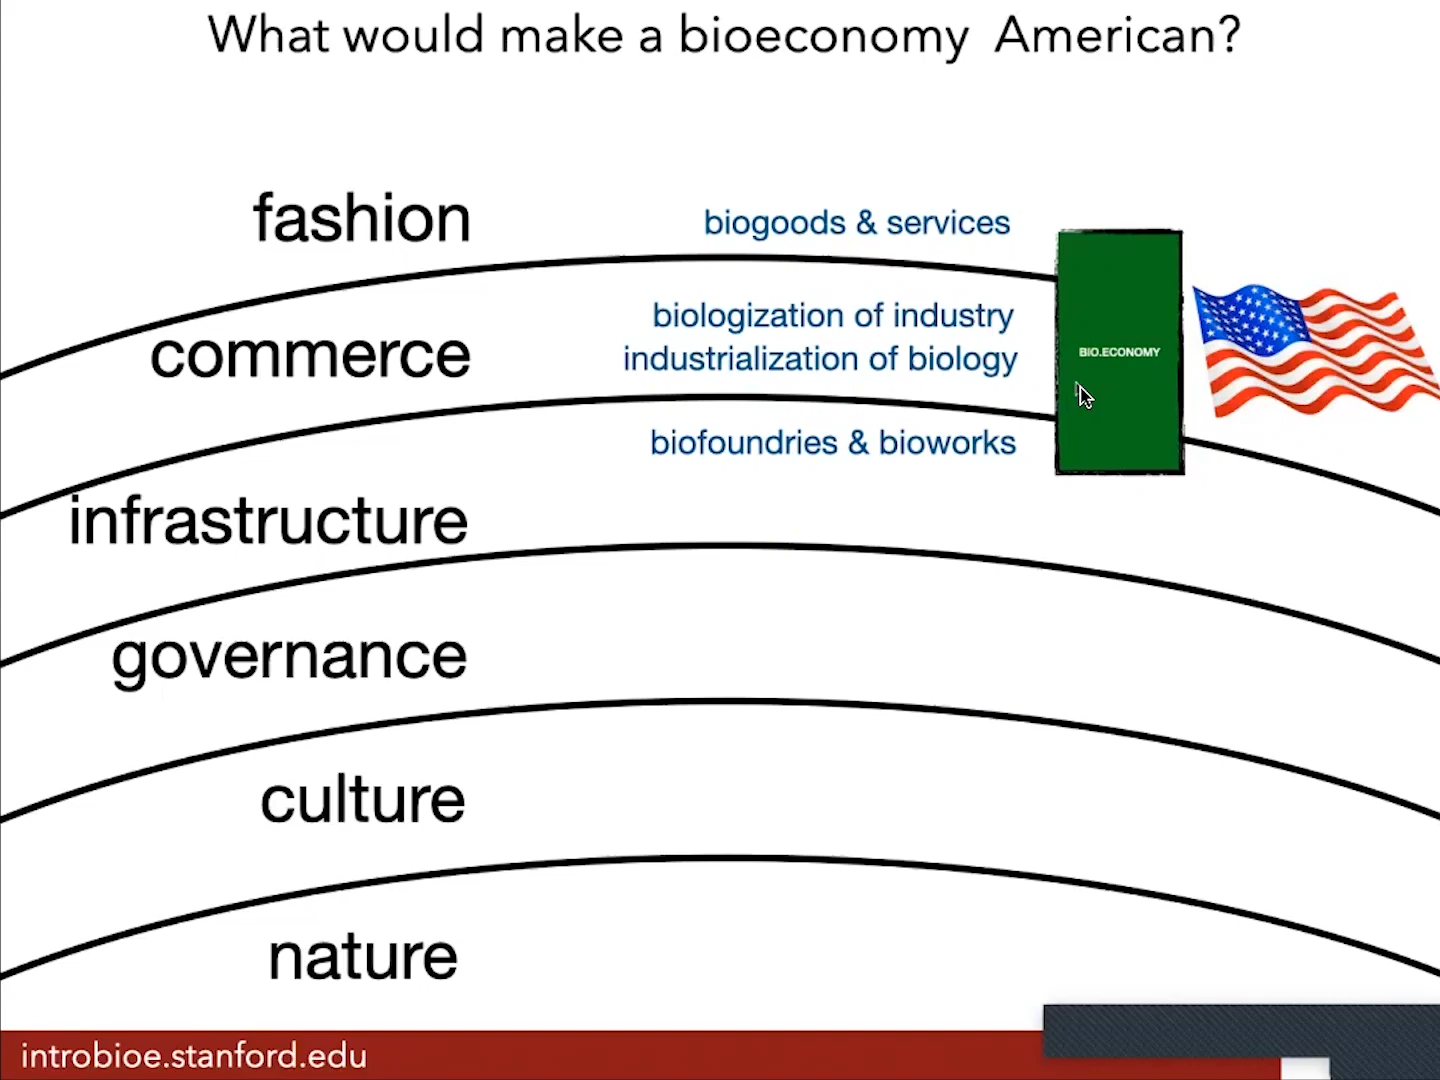 What would make a bioeconomy American?
fashion
biogoods & services
biologization of industry
commerce
industrialization of biology
BIO.ECONOMY
biofoundries & bioworks
infrastructure
governance
culture
nature
introbioe.stanford.edu